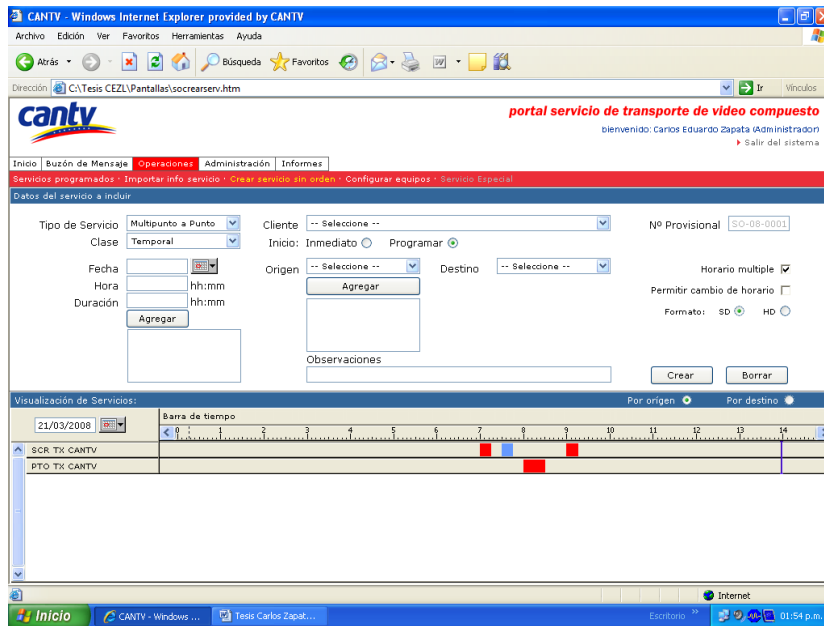 CANTV - Windows Internet Explorer provided by CANTV
Archivo Edición Ver Favoritos Herramientas Ayuda
Atrás Búsqueda Favoritos
Dirección C:\Tesis CEZL\Pantallas\socrearserv.htm Ir Vínculos
cantv
portal servicio de transporte de video compuesto
bienvenido: Carlos Eduardo Zapata (Administrador)
Salir del sistema
Inicio Buzón de Mensaje Operaciones Administración Informes
Servicios programados · Importar info servicio · Crear servicio sin orden · Configurar equipos · Servicio Especial
Datos del servicio a incluir
Tipo de Servicio Multipunto a Punto Cliente -- Seleccione -- Nº Provisional SO-08-0001
Clase Temporal Inicio: Inmediato Programar
Fecha Origen -- Seleccione -- Destino -- Seleccione -- Horario multiple
Hora hh:mm Agregar Permitir cambio de horario
Duración hh:mm Formato: SD HD
Agregar
Observaciones
Crear Borrar
Visualización de Servicios: Por orígen Por destino
21/03/2008 Barra de tiempo
0 1 2 3 4 5 6 7 8 9 10 11 12 13 14
SCR TX CANTV
PTO TX CANTV
Internet
Inicio CANTV - Windows ... Tesis Carlos Zapat... Escritorio 01:54 p.m.